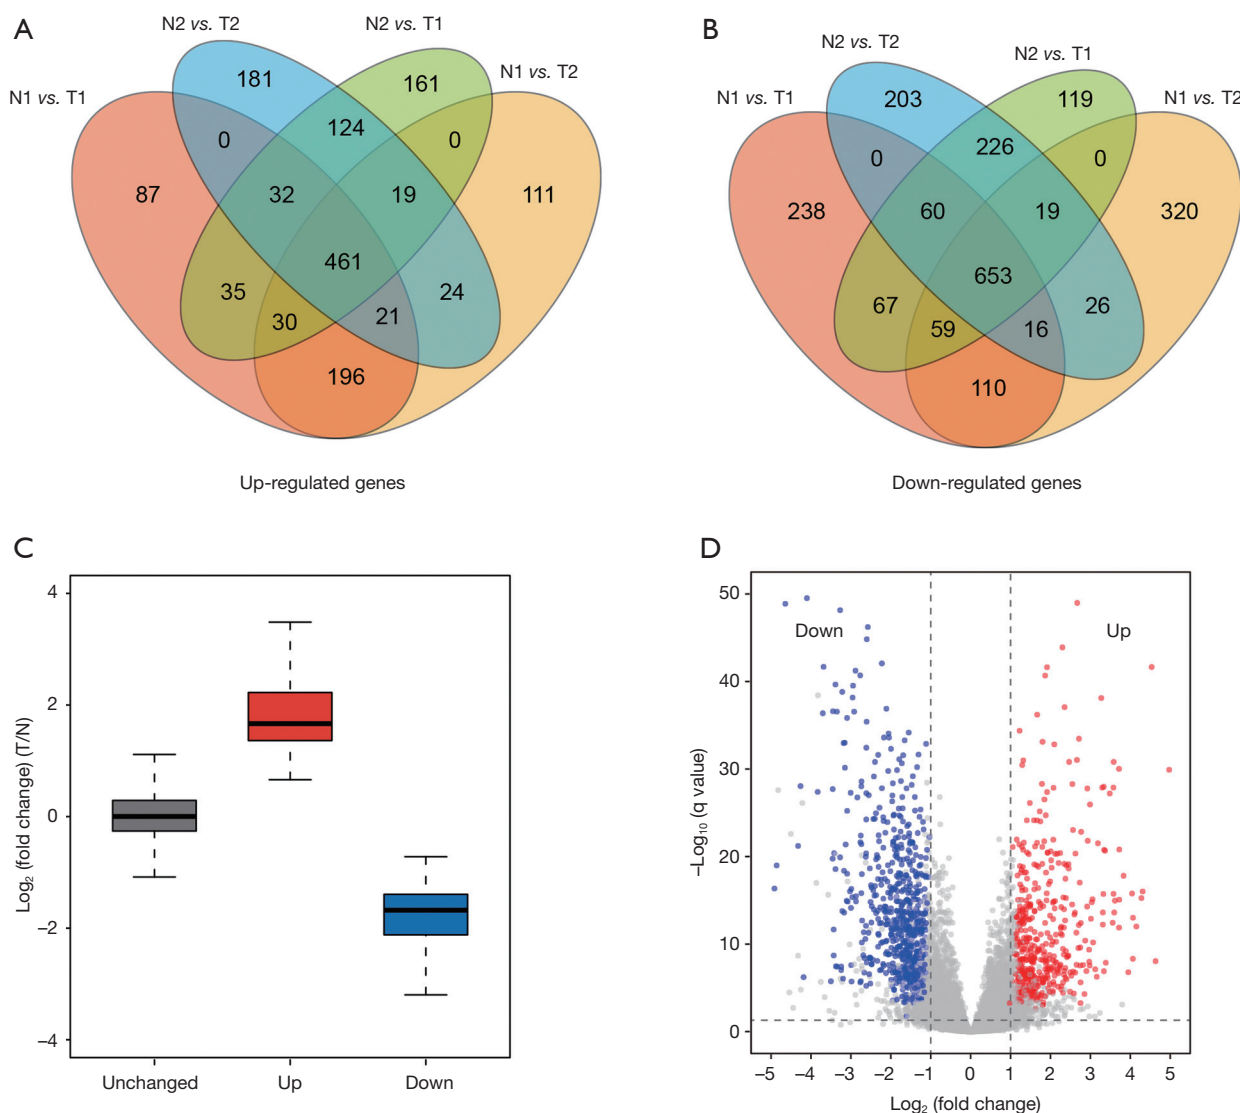 A
N2 vs. T2
N2 vs. T1
N1 vs. T1
N1 vs. T2
181
161
0
124
0
87
32
19
111
461
35
24
30
21
196
Up-regulated genes
B
N2 vs. T2
N2 vs. T1
N1 vs. T1
N1 vs. T2
203
119
0
226
0
238
60
19
320
653
67
26
59
16
110
Down-regulated genes
C
Log2 (fold change) (T/N)
4
2
0
−2
−4
Unchanged Up Down
D
−Log10 (q value)
50
40
30
20
10
0
Down Up
−5 −4 −3 −2 −1 0 1 2 3 4 5
Log2 (fold change)